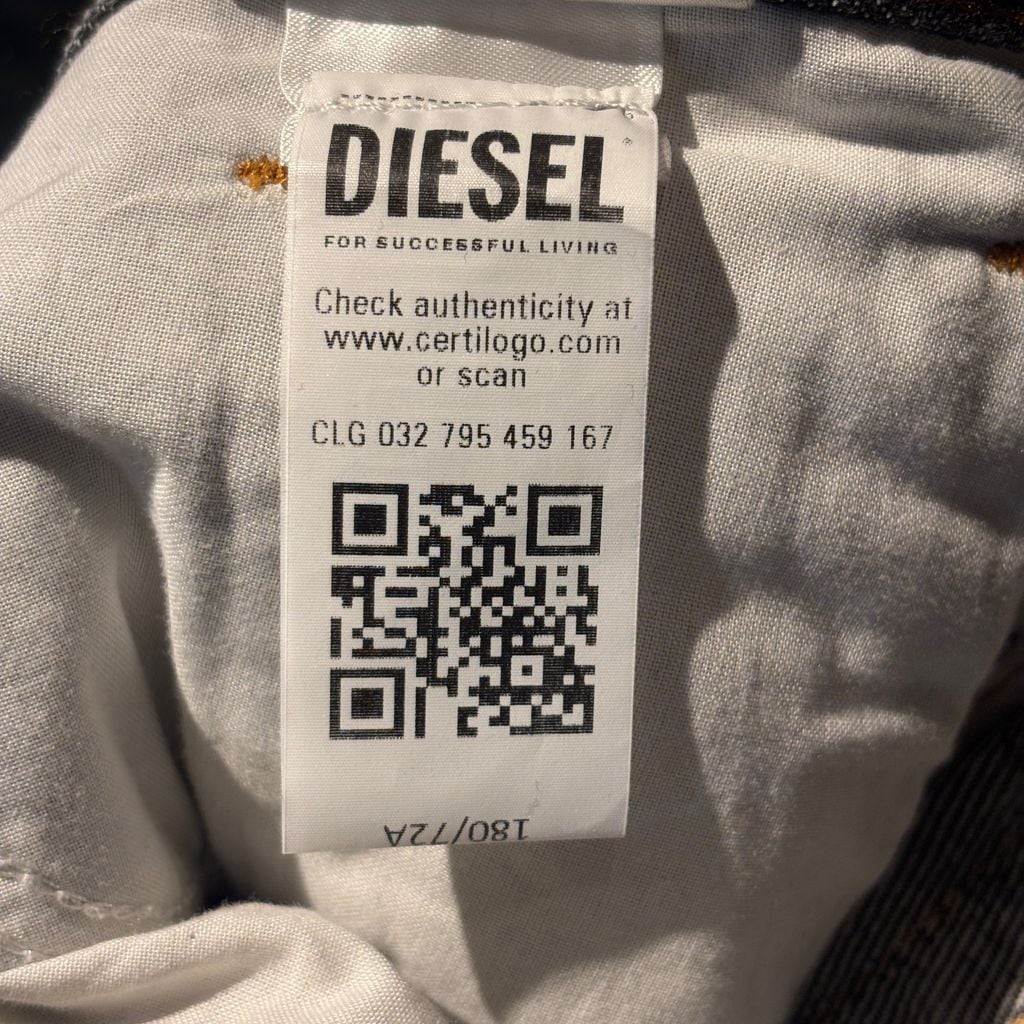 DIESEL
FOR SUCCESSFUL LIVING
Check authenticity at
www.certilogo.com
or scan
CLG 032 795 459 167
180/72A